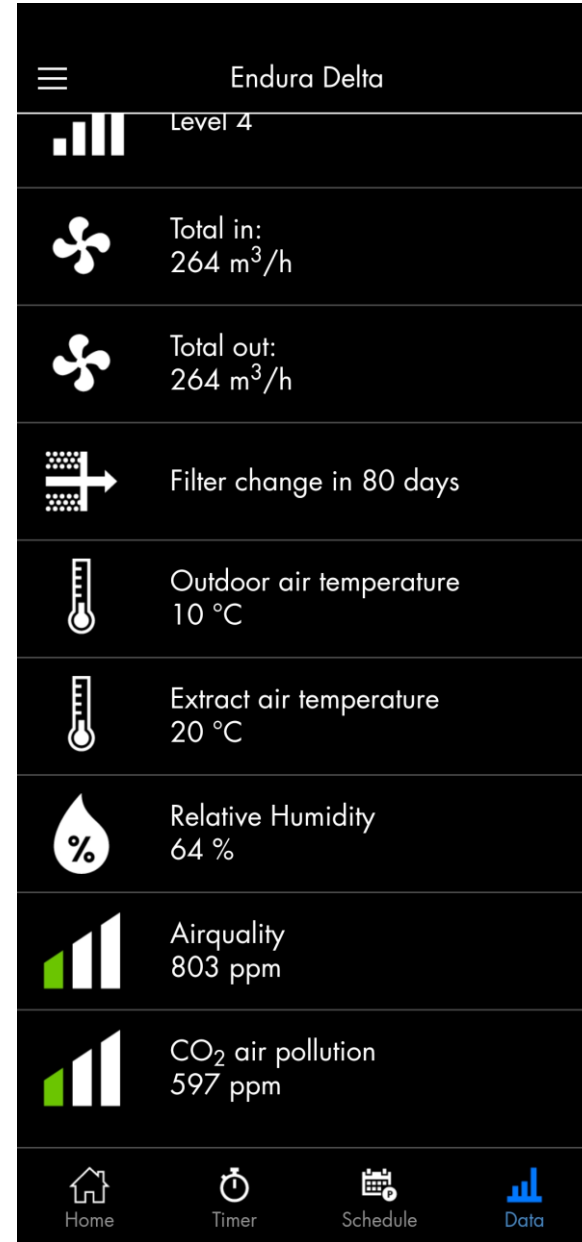 Endura Delta
Level 4
Total in:
264 m³/h
Total out:
264 m³/h
Filter change in 80 days
Outdoor air temperature
10 °C
Extract air temperature
20 °C
%
Relative Humidity
64 %
Airquality
803 ppm
CO₂ air pollution
597 ppm
P
Home
Timer
Schedule
Data